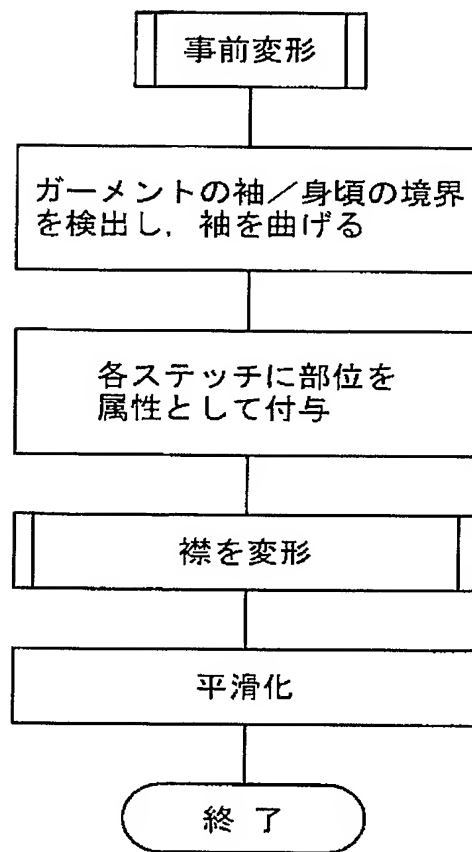 事前変形
ガーメントの袖／身頃の境界
を検出し，袖を曲げる
各ステッチに部位を
属性として付与
襟を変形
平滑化
終了